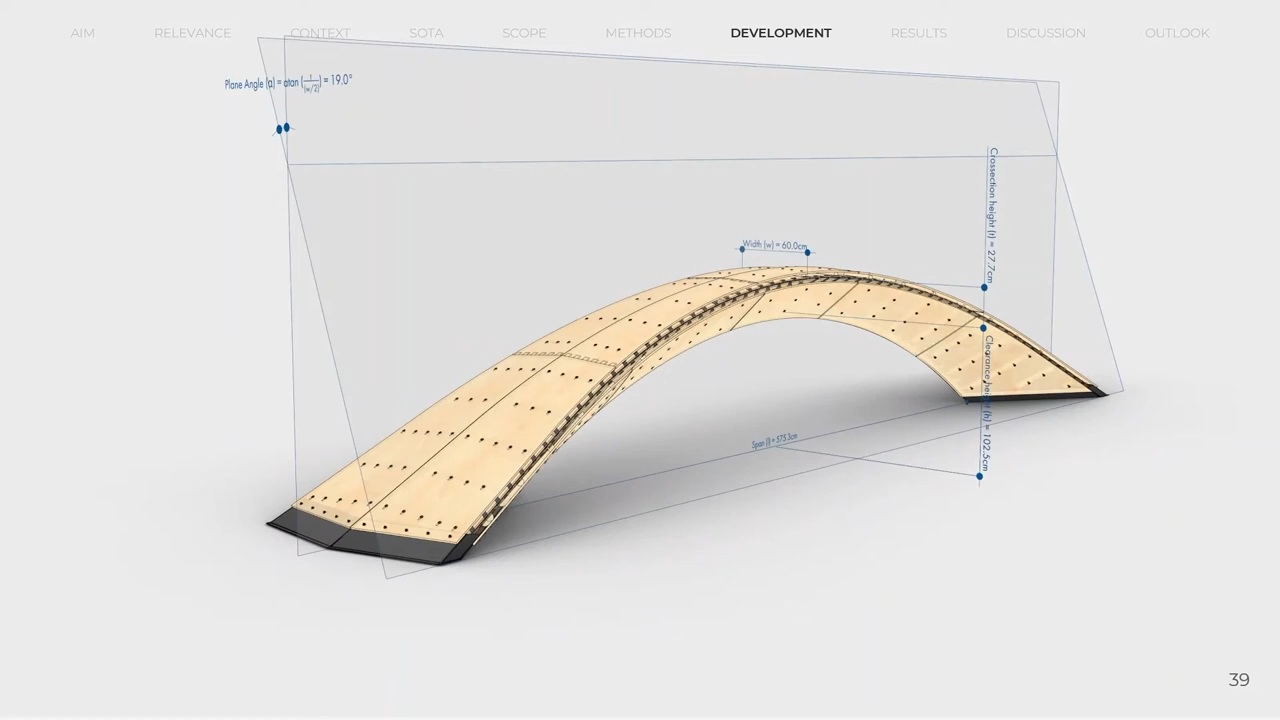 AIM RELEVANCE CONTEXT SOTA SCOPE METHODS DEVELOPMENT RESULTS DISCUSSION OUTLOOK
Plane Angle (α) = atan (1/(w/2)) = 19.0°
Crossection height (t) = 27.7cm
Width (w) = 60.0cm
Clearance height (h) = 102.5cm
Span (l) = 575.3cm
39